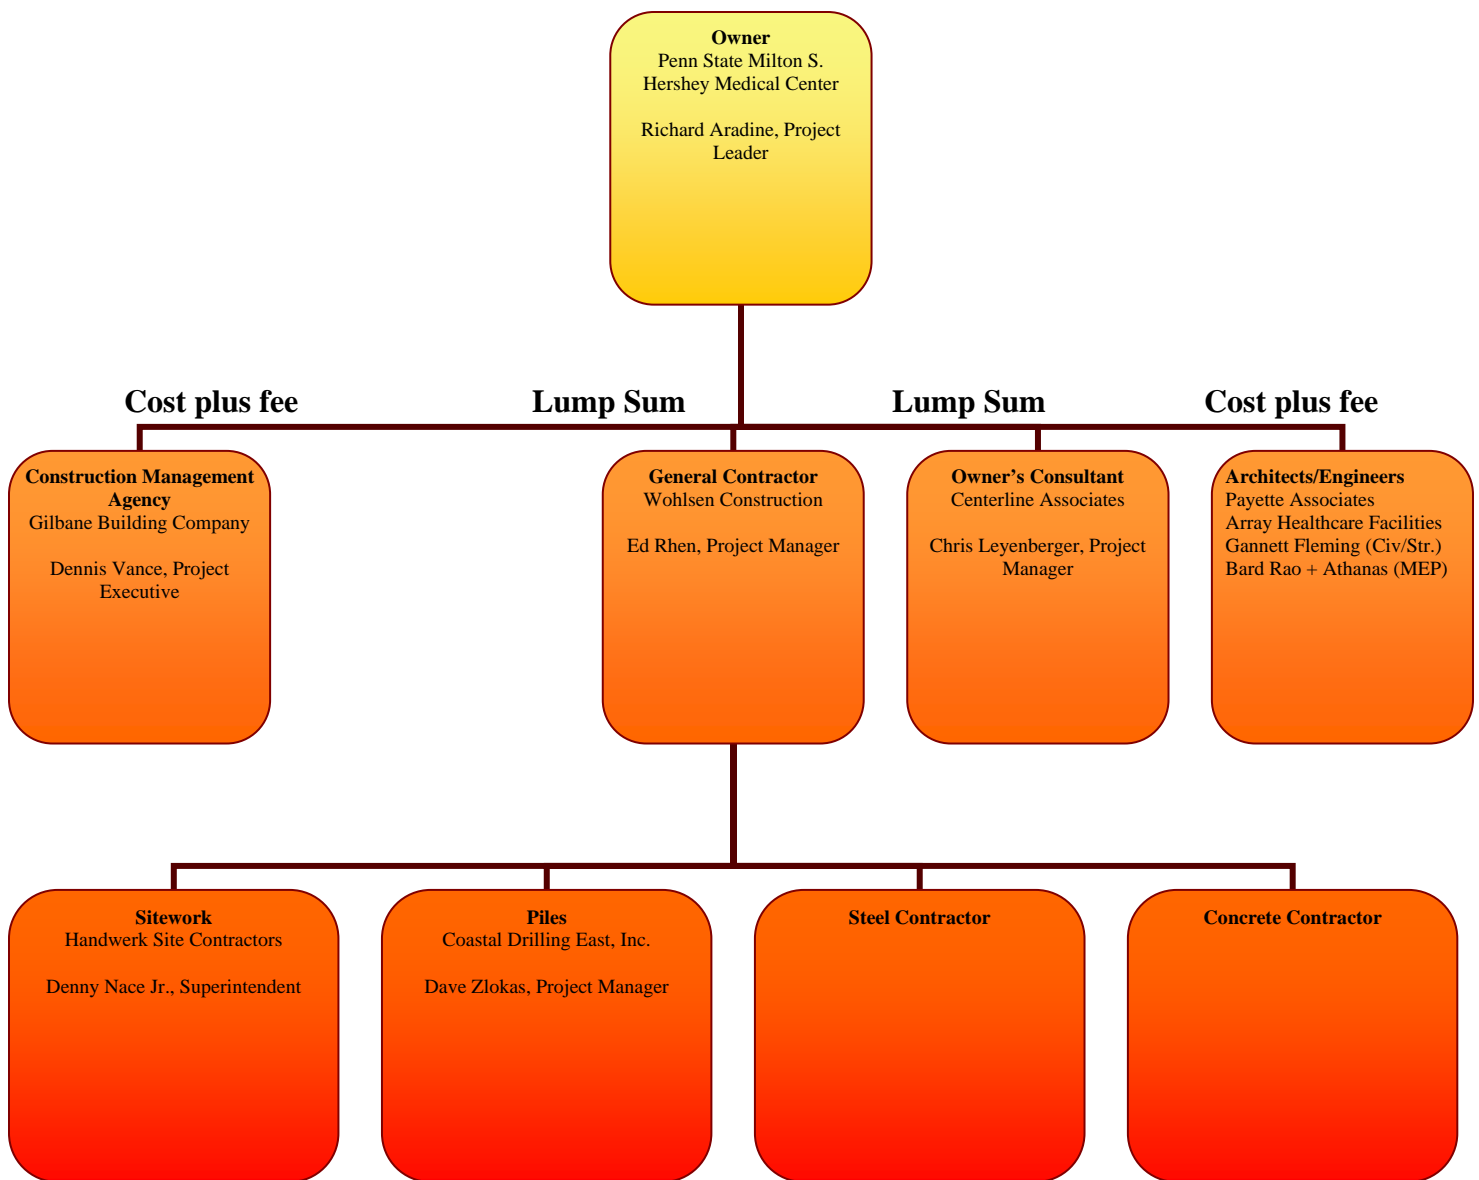 Owner
Penn State Milton S.
Hershey Medical Center
Richard Aradine, Project
Leader
Cost plus fee
Lump Sum
Lump Sum
Cost plus fee
Construction Management
Agency
Gilbane Building Company
Dennis Vance, Project
Executive
General Contractor
Wohlsen Construction
Ed Rhen, Project Manager
Owner's Consultant
Centerline Associates
Chris Leyenberger, Project
Manager
Architects/Engineers
Payette Associates
Array Healthcare Facilities
Gannett Fleming (Civ/Str.)
Bard Rao + Athanas (MEP)
Sitework
Handwerk Site Contractors
Denny Nace Jr., Superintendent
Piles
Coastal Drilling East, Inc.
Dave Zlokas, Project Manager
Steel Contractor
Concrete Contractor